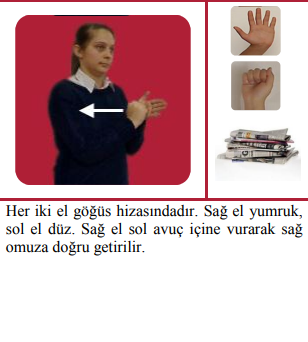 Her iki el göğüs hizasındadır. Sağ el yumruk,
sol el düz. Sağ el sol avuç içine vurarak sağ
omuza doğru getirilir.